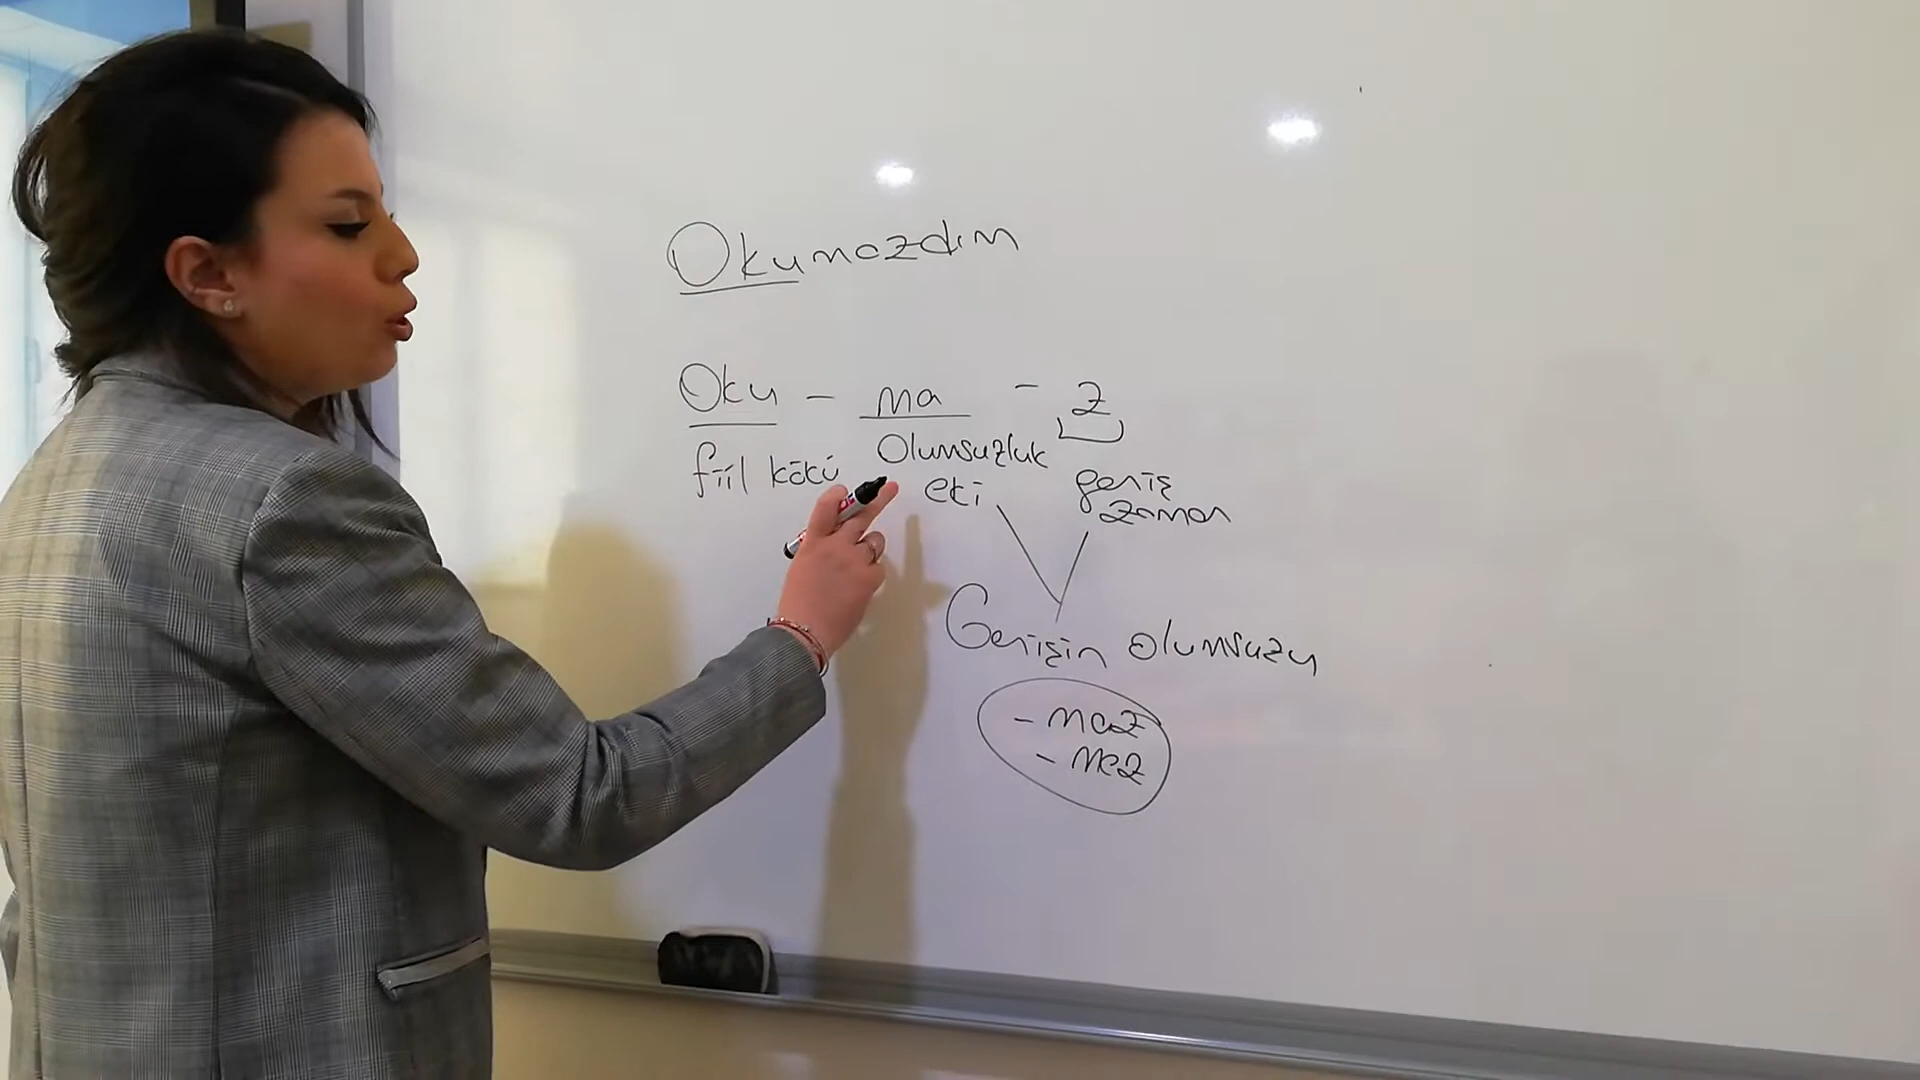 Okumazdım
Oku - ma - z
fiil kökü Olumsuzluk eki geniş zaman
Genişin olumsuzu
- maz
- mez